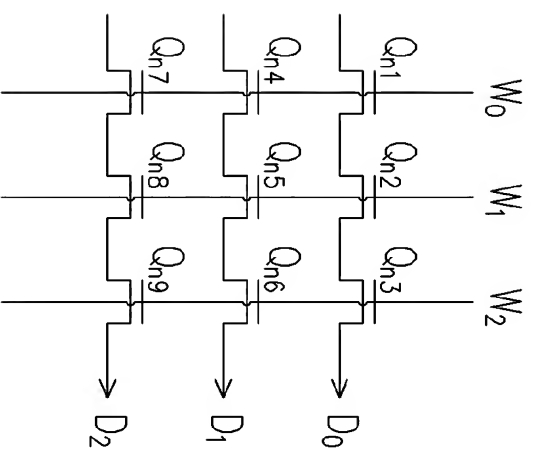 W₀ W₁ W₂
Qₙ₁ Qₙ₂ Qₙ₃
D₀
Qₙ₄ Qₙ₅ Qₙ₆
D₁
Qₙ₇ Qₙ₈ Qₙ₉
D₂